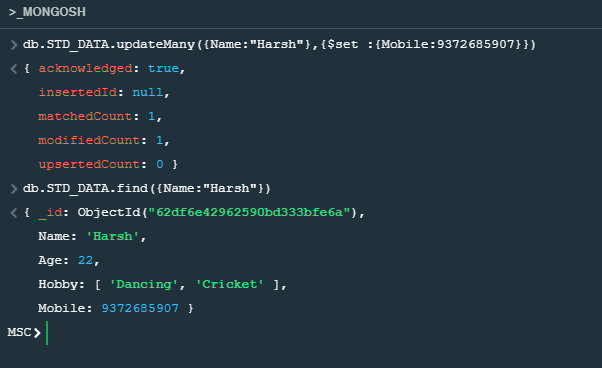 >_MONGOSH
> db.STD_DATA.updateMany({Name:"Harsh"},{$set :{Mobile:9372685907}})
< { acknowledged: true,
insertedId: null,
matchedCount: 1,
modifiedCount: 1,
upsertedCount: 0 }
> db.STD_DATA.find({Name:"Harsh"})
< { _id: ObjectId("62df6e42962590bd333bfe6a"),
Name: 'Harsh',
Age: 22,
Hobby: [ 'Dancing', 'Cricket' ],
Mobile: 9372685907 }
MSC>